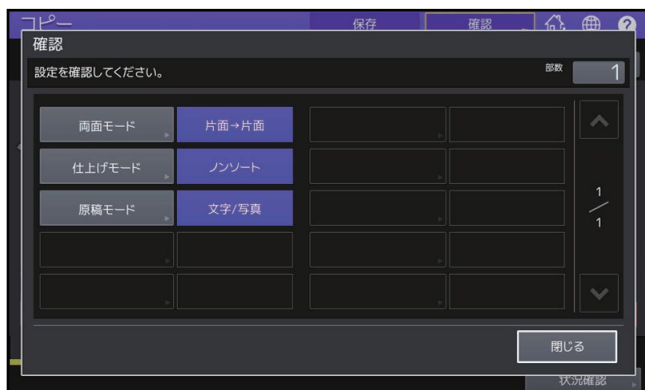 コピー 保存 確認 ?
確認
設定を確認してください。 部数 1
両面モード 片面→片面
仕上げモード ノンソート
原稿モード 文字/写真
1
1
閉じる
状況確認